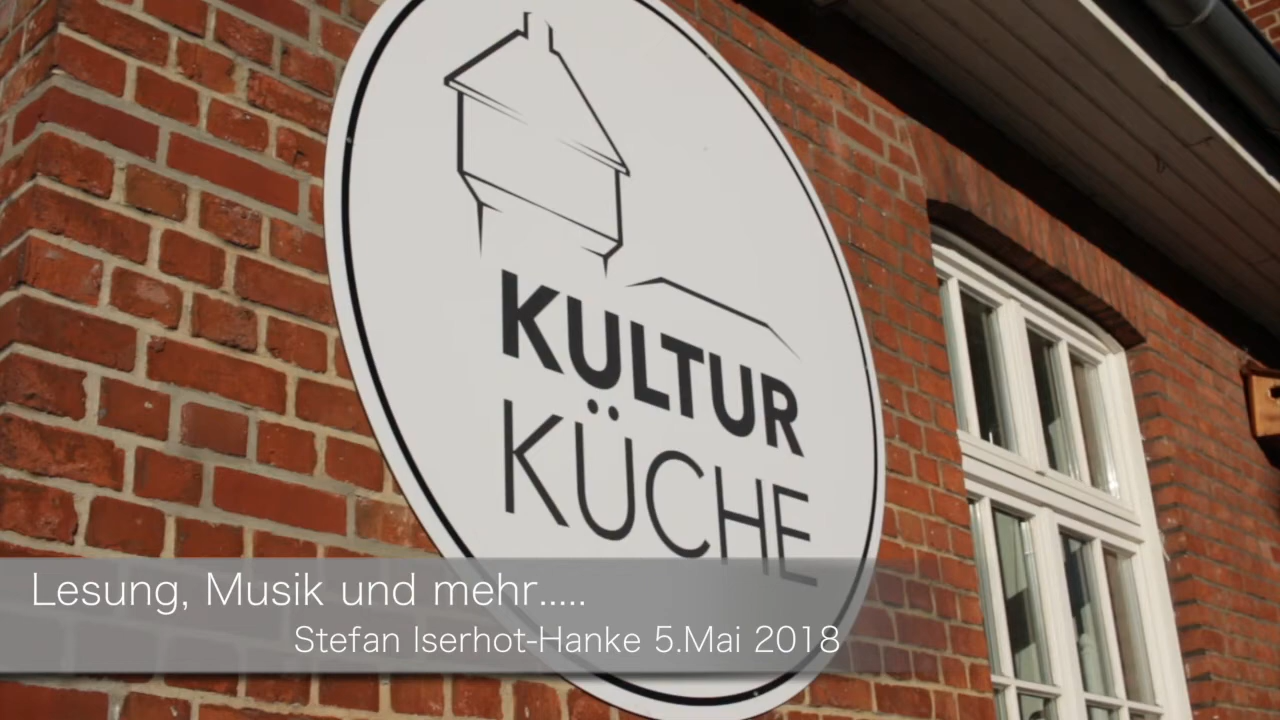 KULTUR
KÜCHE
Lesung, Musik und mehr.....
Stefan Iserhot-Hanke 5.Mai 2018